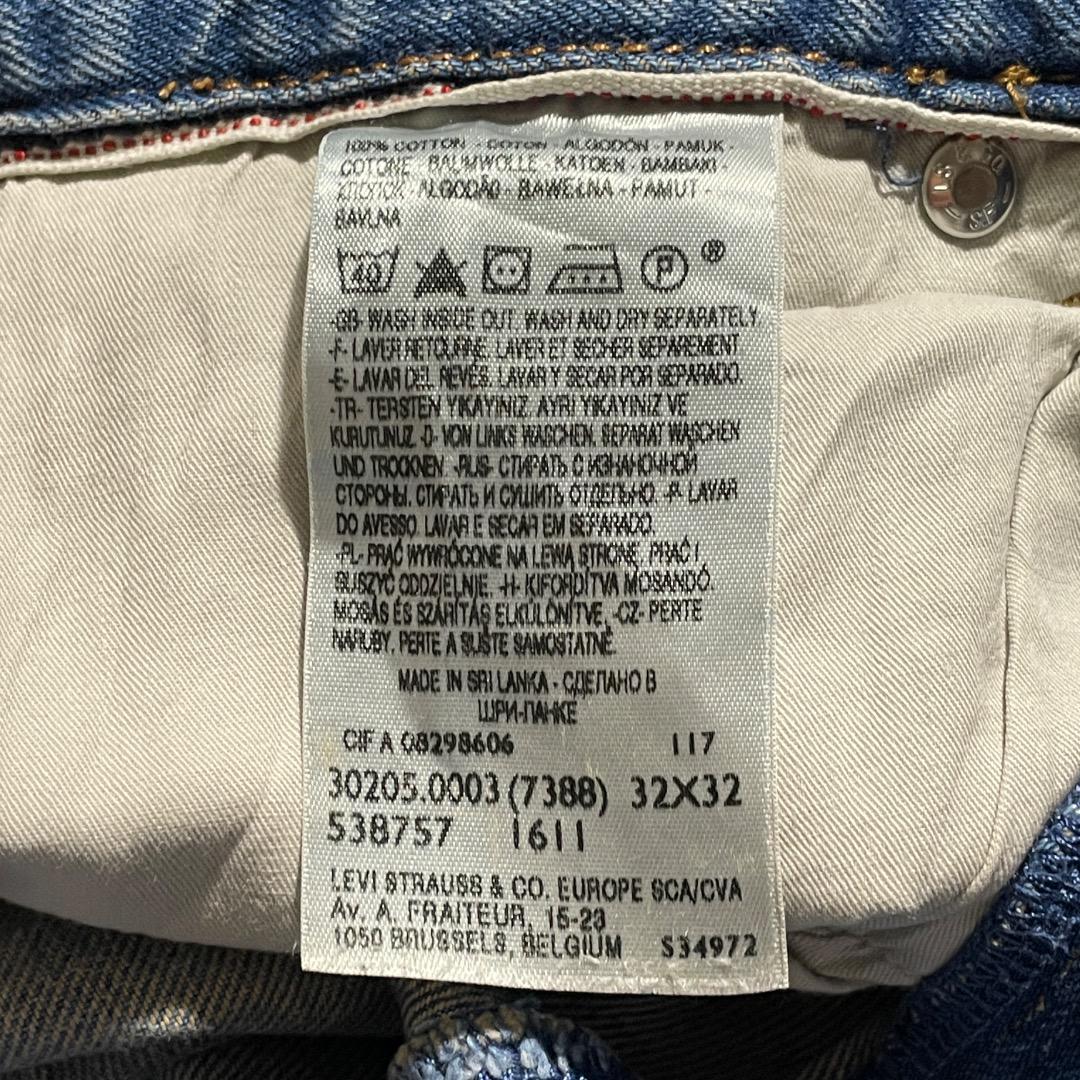 100% COTTON - COTON - ALGODÓN - PAMUK -
COTONE BAUMWOLLE - KATOEN - BAMBAKI
ХЛОПОК - ALGODÃO - BAWEŁNA - PAMUT -
BAVLNA
40 P ®
-GB- WASH INSIDE OUT. WASH AND DRY SEPARATELY.
-F- LAVER RETOURNE. LAVER ET SECHER SEPAREMENT
-E- LAVAR DEL REVÉS. LAVAR Y SECAR POR SEPARADO.
-TR- TERSTEN YIKAYINIZ. AYRI YIKAYINIZ VE
KURUTUNUZ. -D- VON LINKS WASCHEN. SEPARAT WASCHEN
UND TROCKNEN. -RUS- СТИРАТЬ С ИЗНАНОЧНОЙ
СТОРОНЫ. СТИРАТЬ И СУШИТЬ ОТДЕЛЬНО. -P- LAVAR
DO AVESSO. LAVAR E SECAR EM SEPARADO.
-PL- PRAĆ WYWRÓCONE NA LEWĄ STRONĘ. PRAĆ I
SUSZYĆ ODDZIELNIE. -H- KIFORDÍTVA MOSANDÓ.
MOSÁS ÉS SZÁRÍTÁS ELKÜLÖNÍTVE. -CZ- PERTE
NARUBY. PERTE A SUŠTE SAMOSTATNĚ.
MADE IN SRI LANKA - СДЕЛАНО В
ШРИ-ЛАНКЕ
CIF A 08298606 117
30205.0003 (7388) 32X32
538757 1611
LEVI STRAUSS & CO. EUROPE SCA/CVA
Av. A. FRAITEUR, 15-23
1050 BRUSSELS, BELGIUM S34972